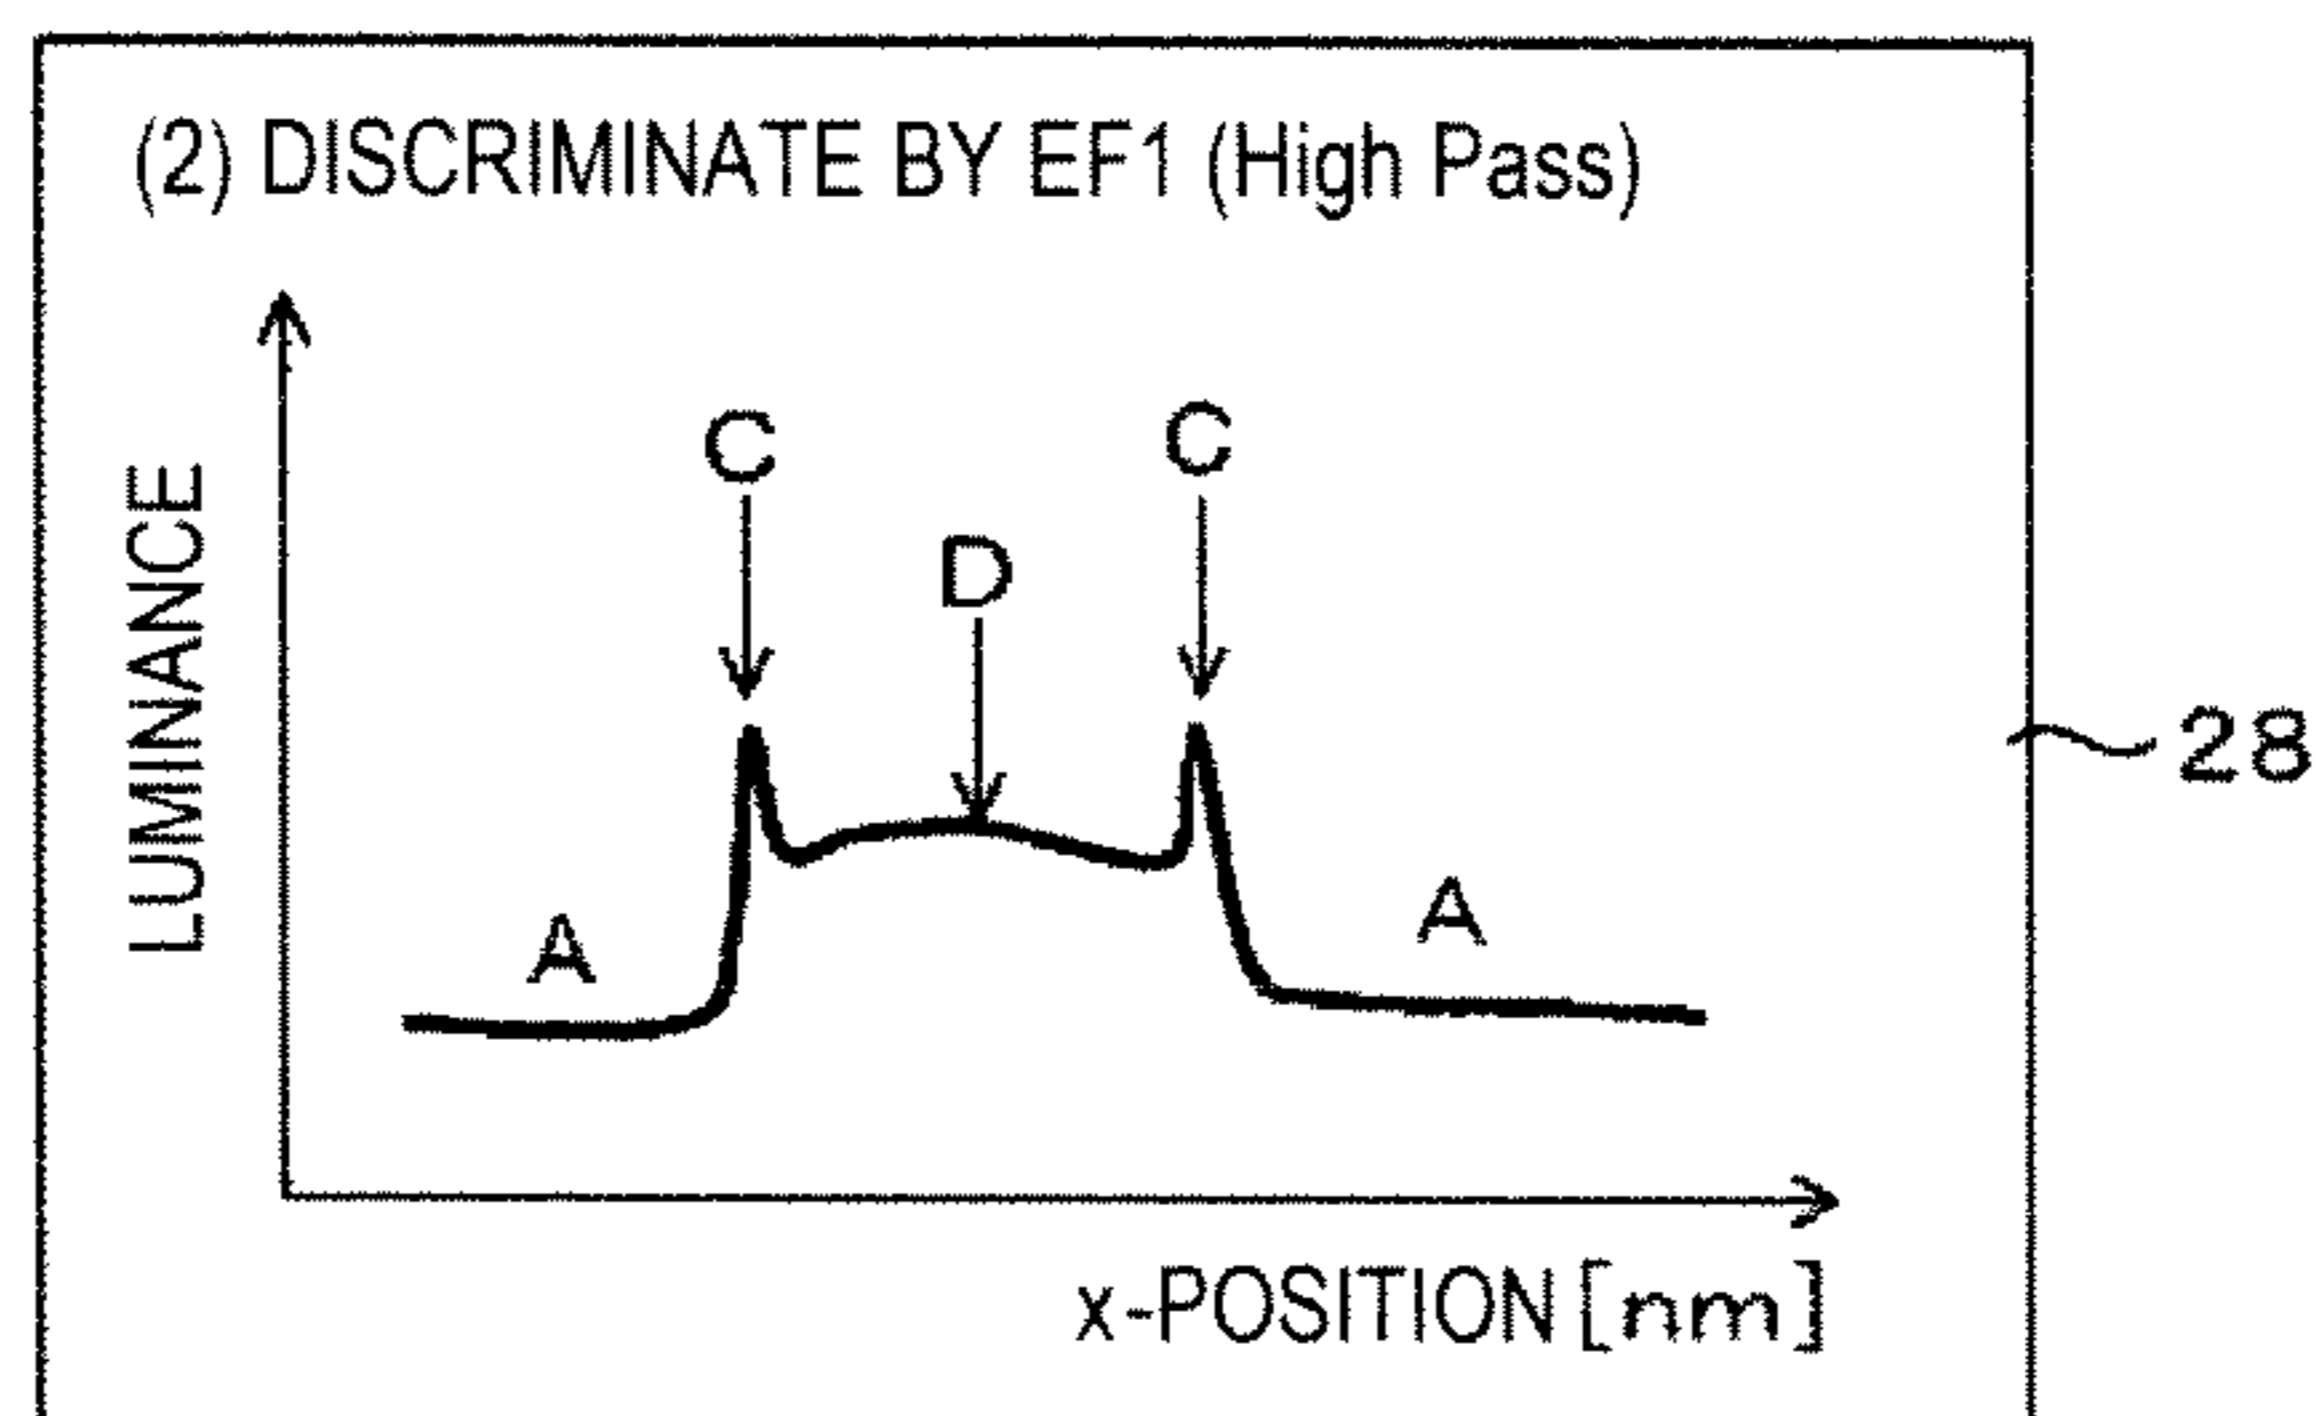 (2) DISCRIMINATE BY EF1 (High Pass)
C
C
D
LUMINANCE
28
A
A
x-POSITION [nm]